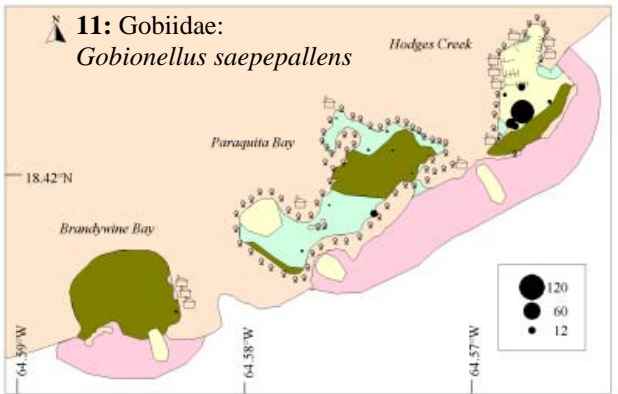 N
11: Gobiidae:
Gobionellus saepepallens
Hodges Creek
Paraquita Bay
18.42°N
Brandywine Bay
120
60
12
64.59°W
64.58°W
64.57°W